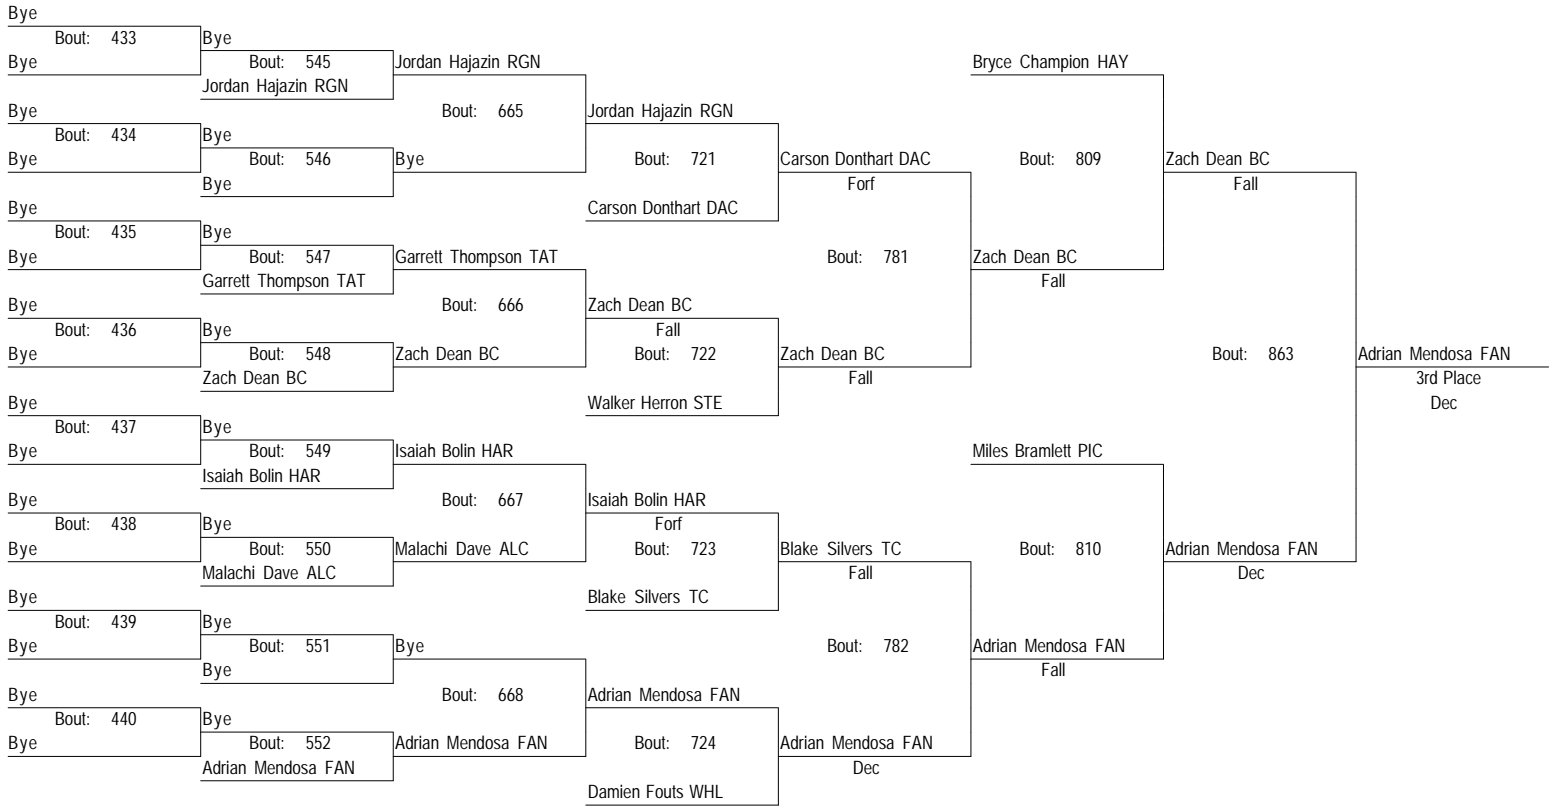 Bye
Bout: 433 Bye
Bye Bout: 545 Jordan Hajazin RGN Bryce Champion HAY
Jordan Hajazin RGN
Bye Bout: 665 Jordan Hajazin RGN
Bout: 434 Bye
Bye Bout: 546 Bye Bout: 721 Carson Donthart DAC Bout: 809 Zach Dean BC
Bye Forf Fall
Bye Carson Donthart DAC
Bout: 435 Bye
Bye Bout: 547 Garrett Thompson TAT Bout: 781 Zach Dean BC
Garrett Thompson TAT Fall
Bye Bout: 666 Zach Dean BC
Bout: 436 Bye Fall
Bye Bout: 548 Zach Dean BC Bout: 722 Zach Dean BC Bout: 863 Adrian Mendosa FAN
Zach Dean BC Fall 3rd Place
Bye Walker Herron STE Dec
Bout: 437 Bye
Bye Bout: 549 Isaiah Bolin HAR Miles Bramlett PIC
Isaiah Bolin HAR
Bye Bout: 667 Isaiah Bolin HAR
Bout: 438 Bye Forf
Bye Bout: 550 Malachi Dave ALC Bout: 723 Blake Silvers TC Bout: 810 Adrian Mendosa FAN
Malachi Dave ALC Fall Dec
Bye Blake Silvers TC
Bout: 439 Bye
Bye Bout: 551 Bye Bout: 782 Adrian Mendosa FAN
Bye Fall
Bye Bout: 668 Adrian Mendosa FAN
Bout: 440 Bye
Bye Bout: 552 Adrian Mendosa FAN Bout: 724 Adrian Mendosa FAN
Adrian Mendosa FAN Dec
Damien Fouts WHL